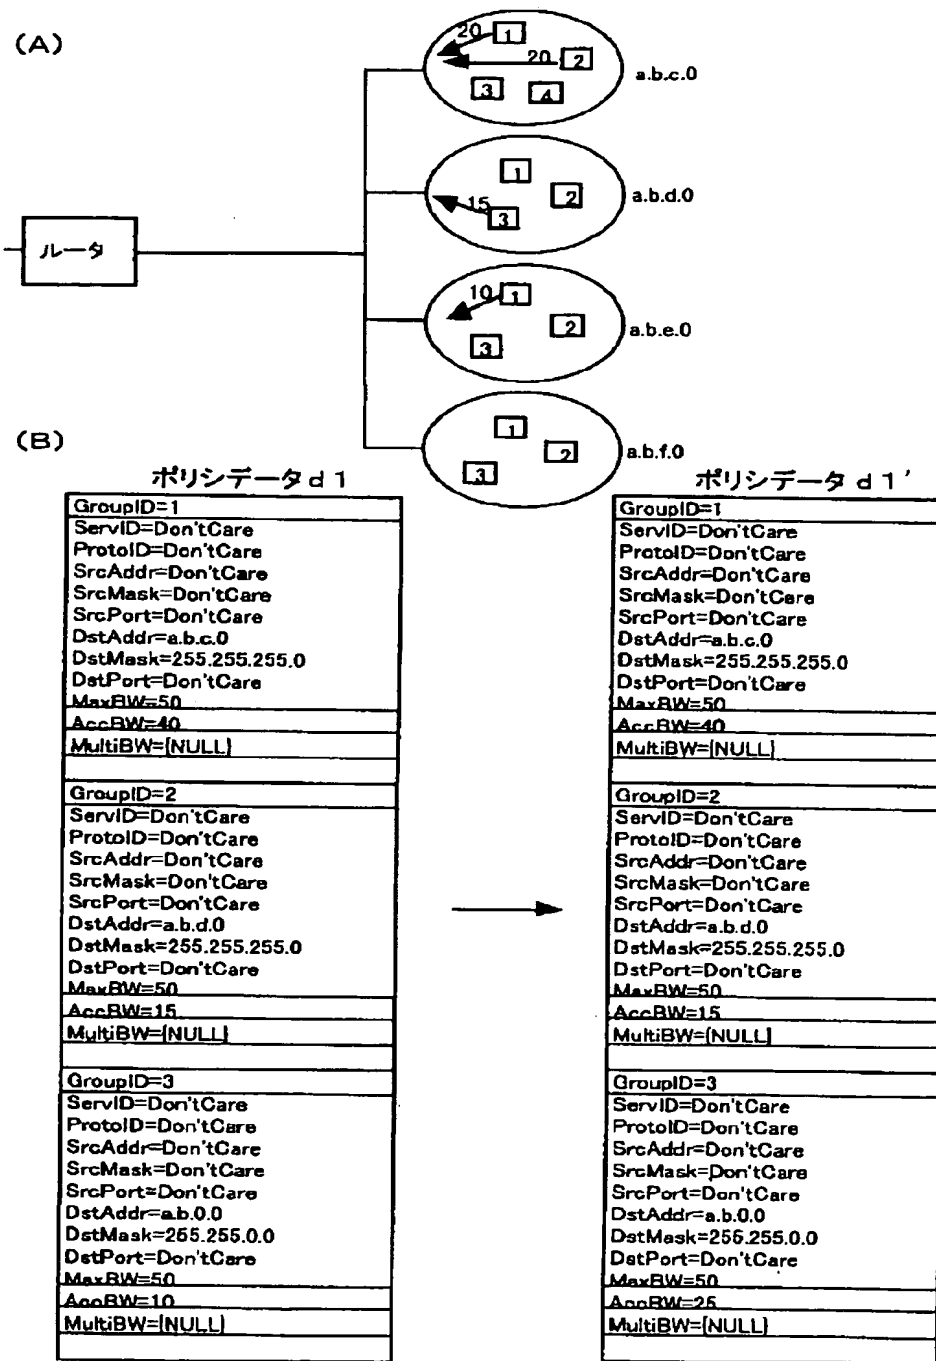 (A)
20
1
20
2
3
4
a.b.c.0
1
2
15
3
a.b.d.0
ルータ
10
1
2
3
a.b.e.0
1
2
3
a.b.f.0
(B)
ポリシデータd1
GroupID=1
ServID=Don'tCare
ProtoID=Don'tCare
SrcAddr=Don'tCare
SrcMask=Don'tCare
SrcPort=Don'tCare
DstAddr=a.b.c.0
DstMask=255.255.255.0
DstPort=Don'tCare
MaxBW=50
AccBW=40
MultiBW={NULL}
GroupID=2
ServID=Don'tCare
ProtoID=Don'tCare
SrcAddr=Don'tCare
SrcMask=Don'tCare
SrcPort=Don'tCare
DstAddr=a.b.d.0
DstMask=255.255.255.0
DstPort=Don'tCare
MaxBW=50
AccBW=15
MultiBW={NULL}
GroupID=3
ServID=Don'tCare
ProtoID=Don'tCare
SrcAddr=Don'tCare
SrcMask=Don'tCare
SrcPort=Don'tCare
DstAddr=a.b.0.0
DstMask=255.255.0.0
DstPort=Don'tCare
MaxBW=50
AccBW=10
MultiBW={NULL}
ポリシデータd1'
GroupID=1
ServID=Don'tCare
ProtoID=Don'tCare
SrcAddr=Don'tCare
SrcMask=Don'tCare
SrcPort=Don'tCare
DstAddr=a.b.c.0
DstMask=255.255.255.0
DstPort=Don'tCare
MaxBW=50
AccBW=40
MultiBW={NULL}
GroupID=2
ServID=Don'tCare
ProtoID=Don'tCare
SrcAddr=Don'tCare
SrcMask=Don'tCare
SrcPort=Don'tCare
DstAddr=a.b.d.0
DstMask=255.255.255.0
DstPort=Don'tCare
MaxBW=50
AccBW=15
MultiBW={NULL}
GroupID=3
ServID=Don'tCare
ProtoID=Don'tCare
SrcAddr=Don'tCare
SrcMask=Don'tCare
SrcPort=Don'tCare
DstAddr=a.b.0.0
DstMask=255.255.0.0
DstPort=Don'tCare
MaxBW=50
AccBW=25
MultiBW={NULL}